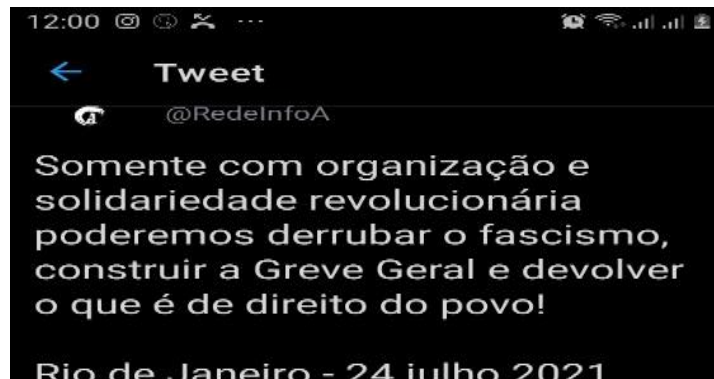 12:00
Tweet
@RedeInfoA
Somente com organização e
solidariedade revolucionária
poderemos derrubar o fascismo,
construir a Greve Geral e devolver
o que é de direito do povo!
Rio de Janeiro - 24 julho 2021